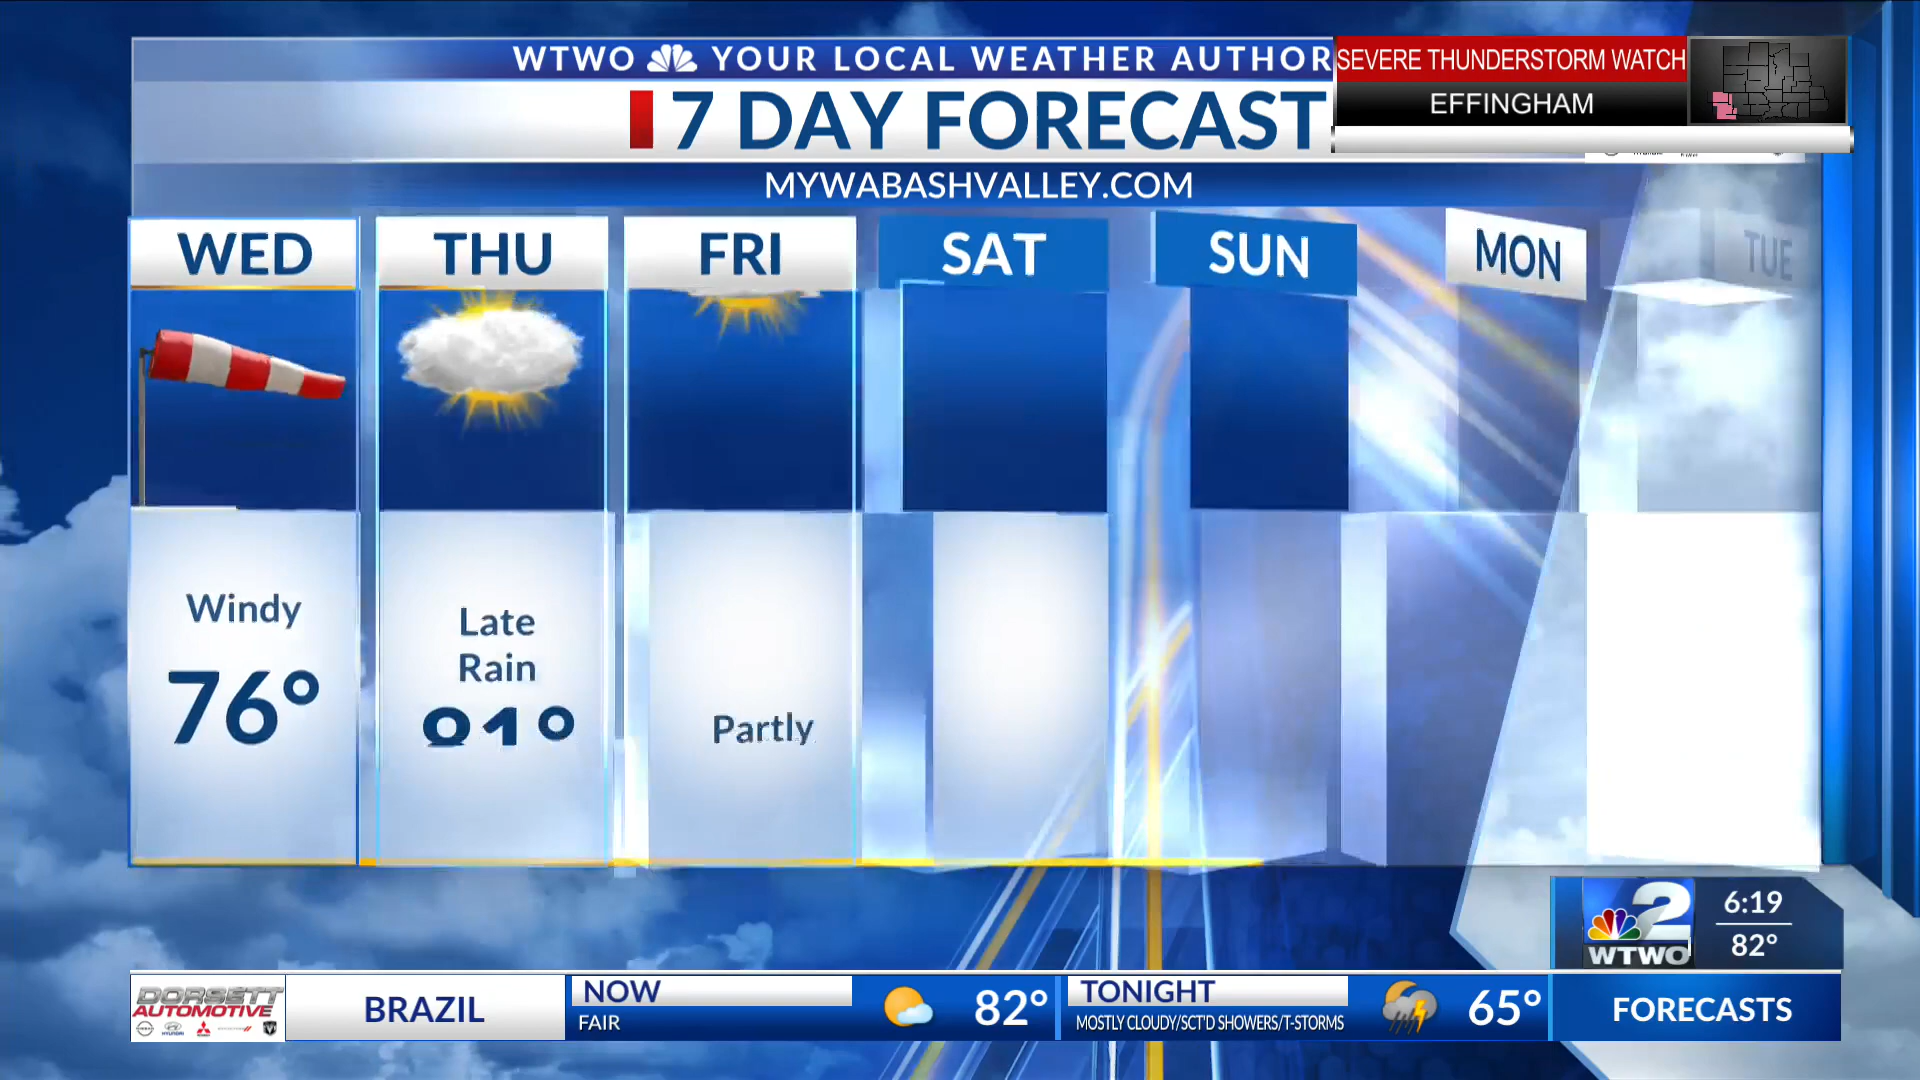 WTWO YOUR LOCAL WEATHER AUTHOR
SEVERE THUNDERSTORM WATCH
EFFINGHAM
7 DAY FORECAST
MYWABASHVALLEY.COM
WED
THU
FRI
SAT
SUN
MON
TUE
Windy
76°
Late
Rain
Partly
2
WTWO
6:19
82°
DORSETT
AUTOMOTIVE
HYUNDAI
BRAZIL
NOW
FAIR
82°
TONIGHT
MOSTLY CLOUDY/SCT'D SHOWERS/T-STORMS
65°
FORECASTS